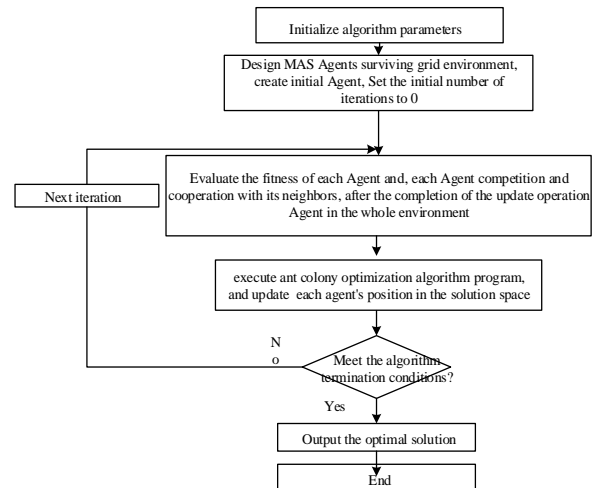 Initialize algorithm parameters
Design MAS Agents surviving grid environment,
create initial Agent, Set the initial number of
iterations to 0
Evaluate the fitness of each Agent and, each Agent competition and
cooperation with its neighbors, after the completion of the update operation
Agent in the whole environment
Next iteration
execute ant colony optimization algorithm program,
and update each agent's position in the solution space
N
o
Meet the algorithm
termination conditions?
Yes
Output the optimal solution
End